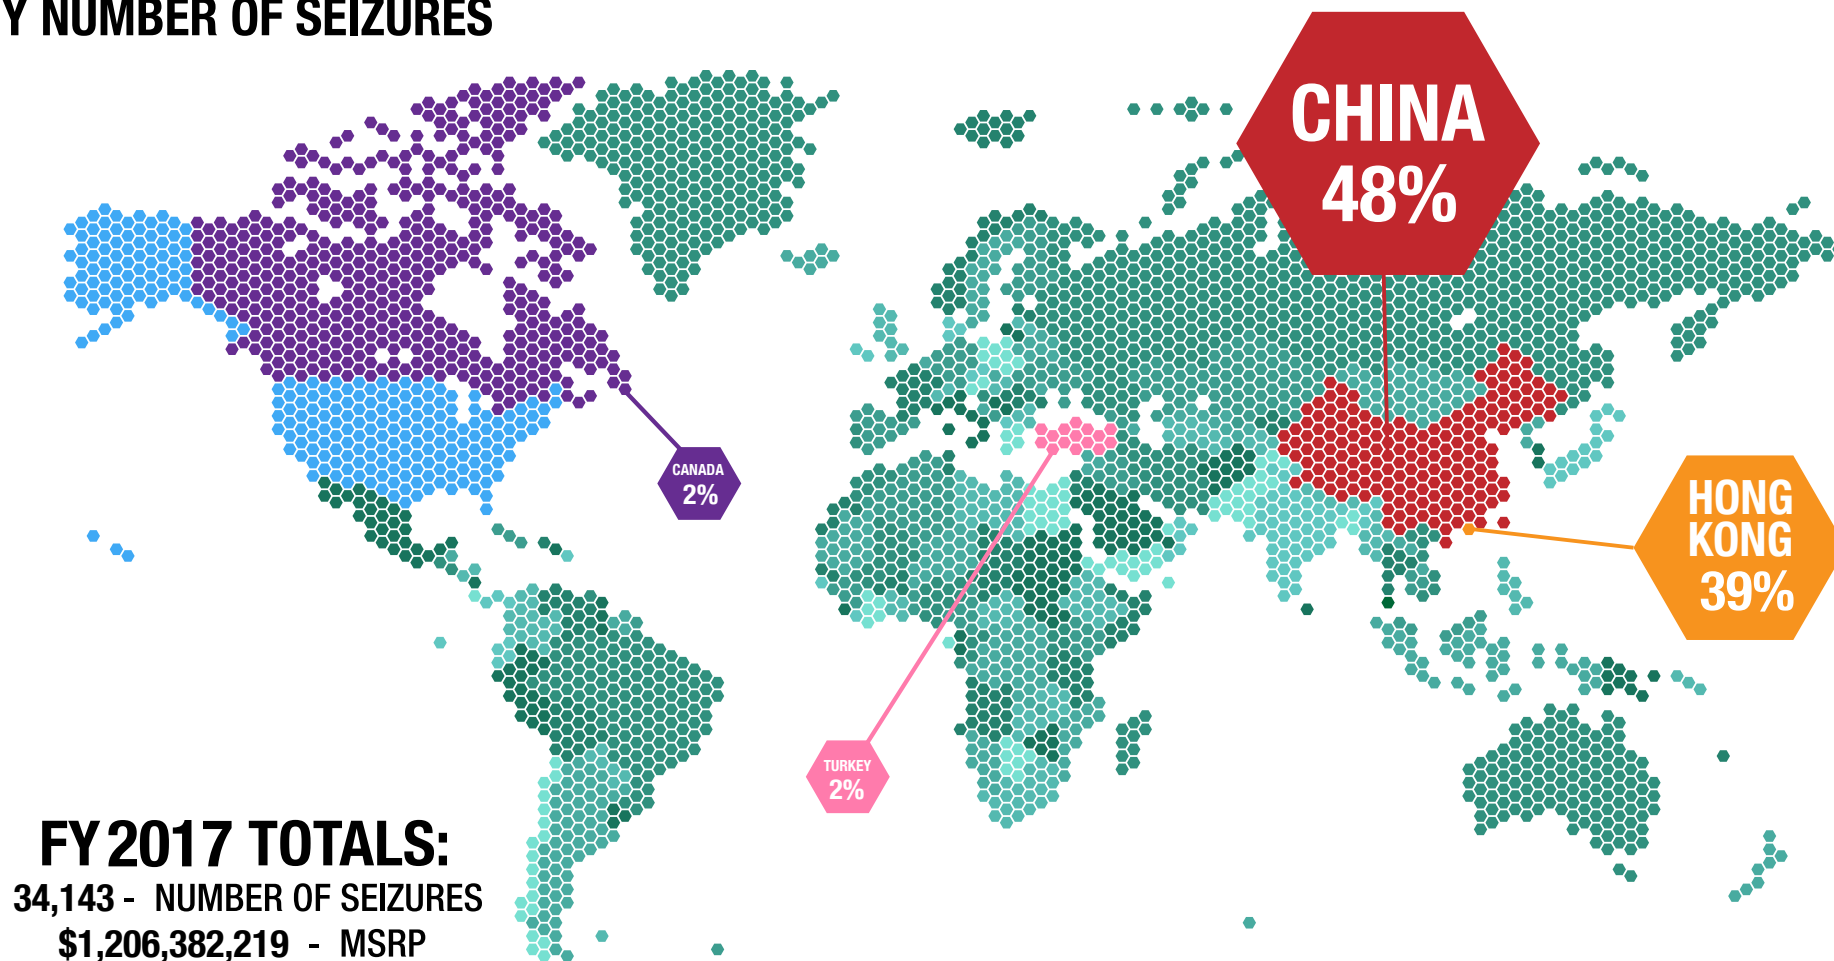 Y NUMBER OF SEIZURES
CHINA
48%
CANADA
2%
HONG
KONG
39%
TURKEY
2%
FY 2017 TOTALS:
34,143 - NUMBER OF SEIZURES
$1,206,382,219 - MSRP